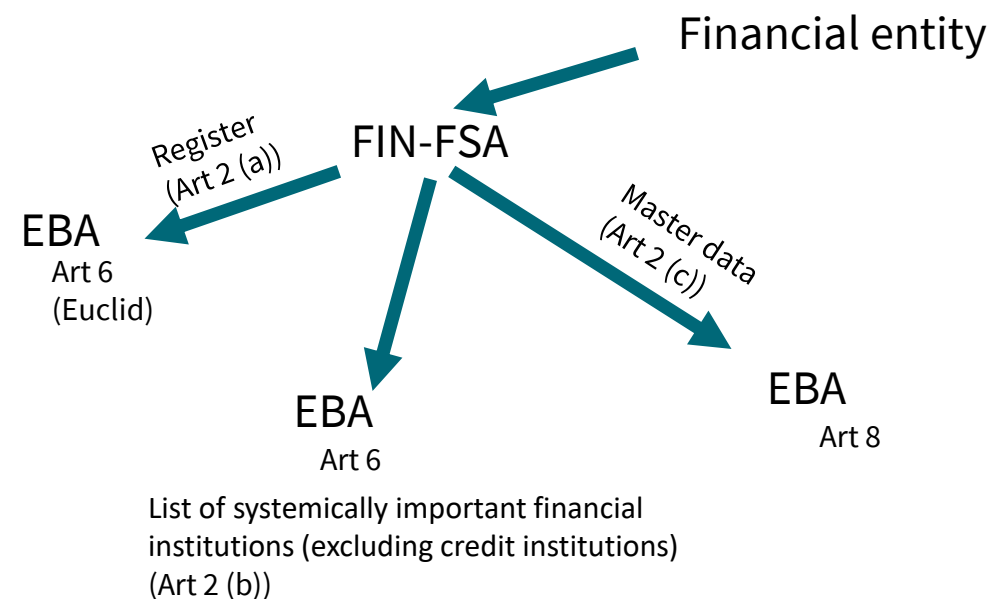 Financial entity
FIN-FSA
Register
(Art 2 (a))
EBA
Art 6
(Euclid)
Master data
(Art 2 (c))
EBA
Art 8
EBA
Art 6
List of systemically important financial
institutions (excluding credit institutions)
(Art 2 (b))